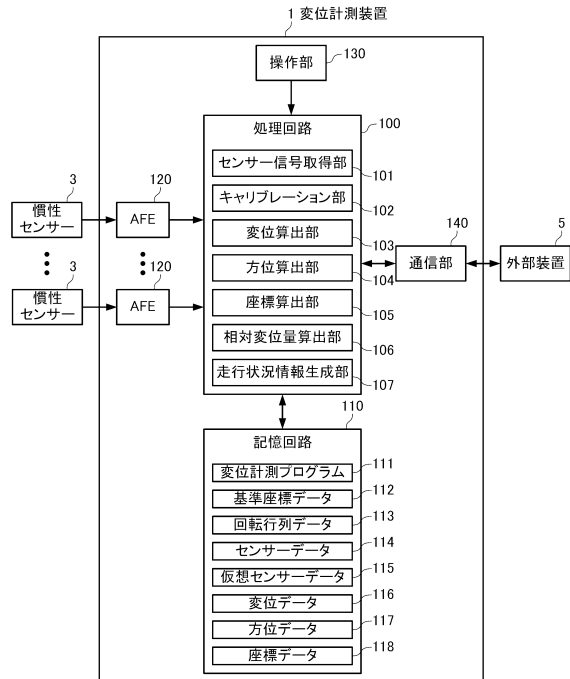 1 変位計測装置
130
操作部
100
処理回路
センサー信号取得部
101
キャリブレーション部
102
変位算出部
103
方位算出部
104
座標算出部
105
相対変位量算出部
106
走行状況情報生成部
107
3
慣性
センサー
120
AFE
3
慣性
センサー
120
AFE
140
通信部
5
外部装置
110
記憶回路
変位計測プログラム
111
基準座標データ
112
回転行列データ
113
センサーデータ
114
仮想センサーデータ
115
変位データ
116
方位データ
117
座標データ
118